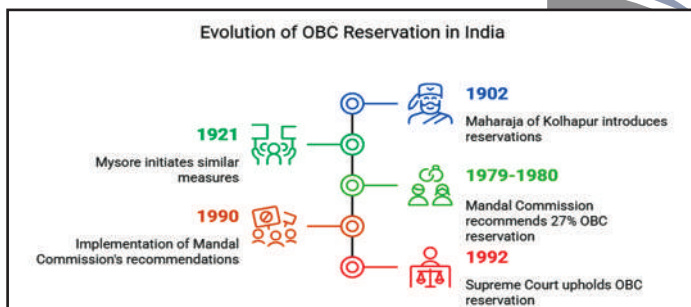 Evolution of OBC Reservation in India
1902
Maharaja of Kolhapur introduces
reservations
1921
Mysore initiates similar
measures
1979-1980
Mandal Commission
recommends 27% OBC
reservation
1990
Implementation of Mandal
Commission's recommendations
1992
Supreme Court upholds OBC
reservation